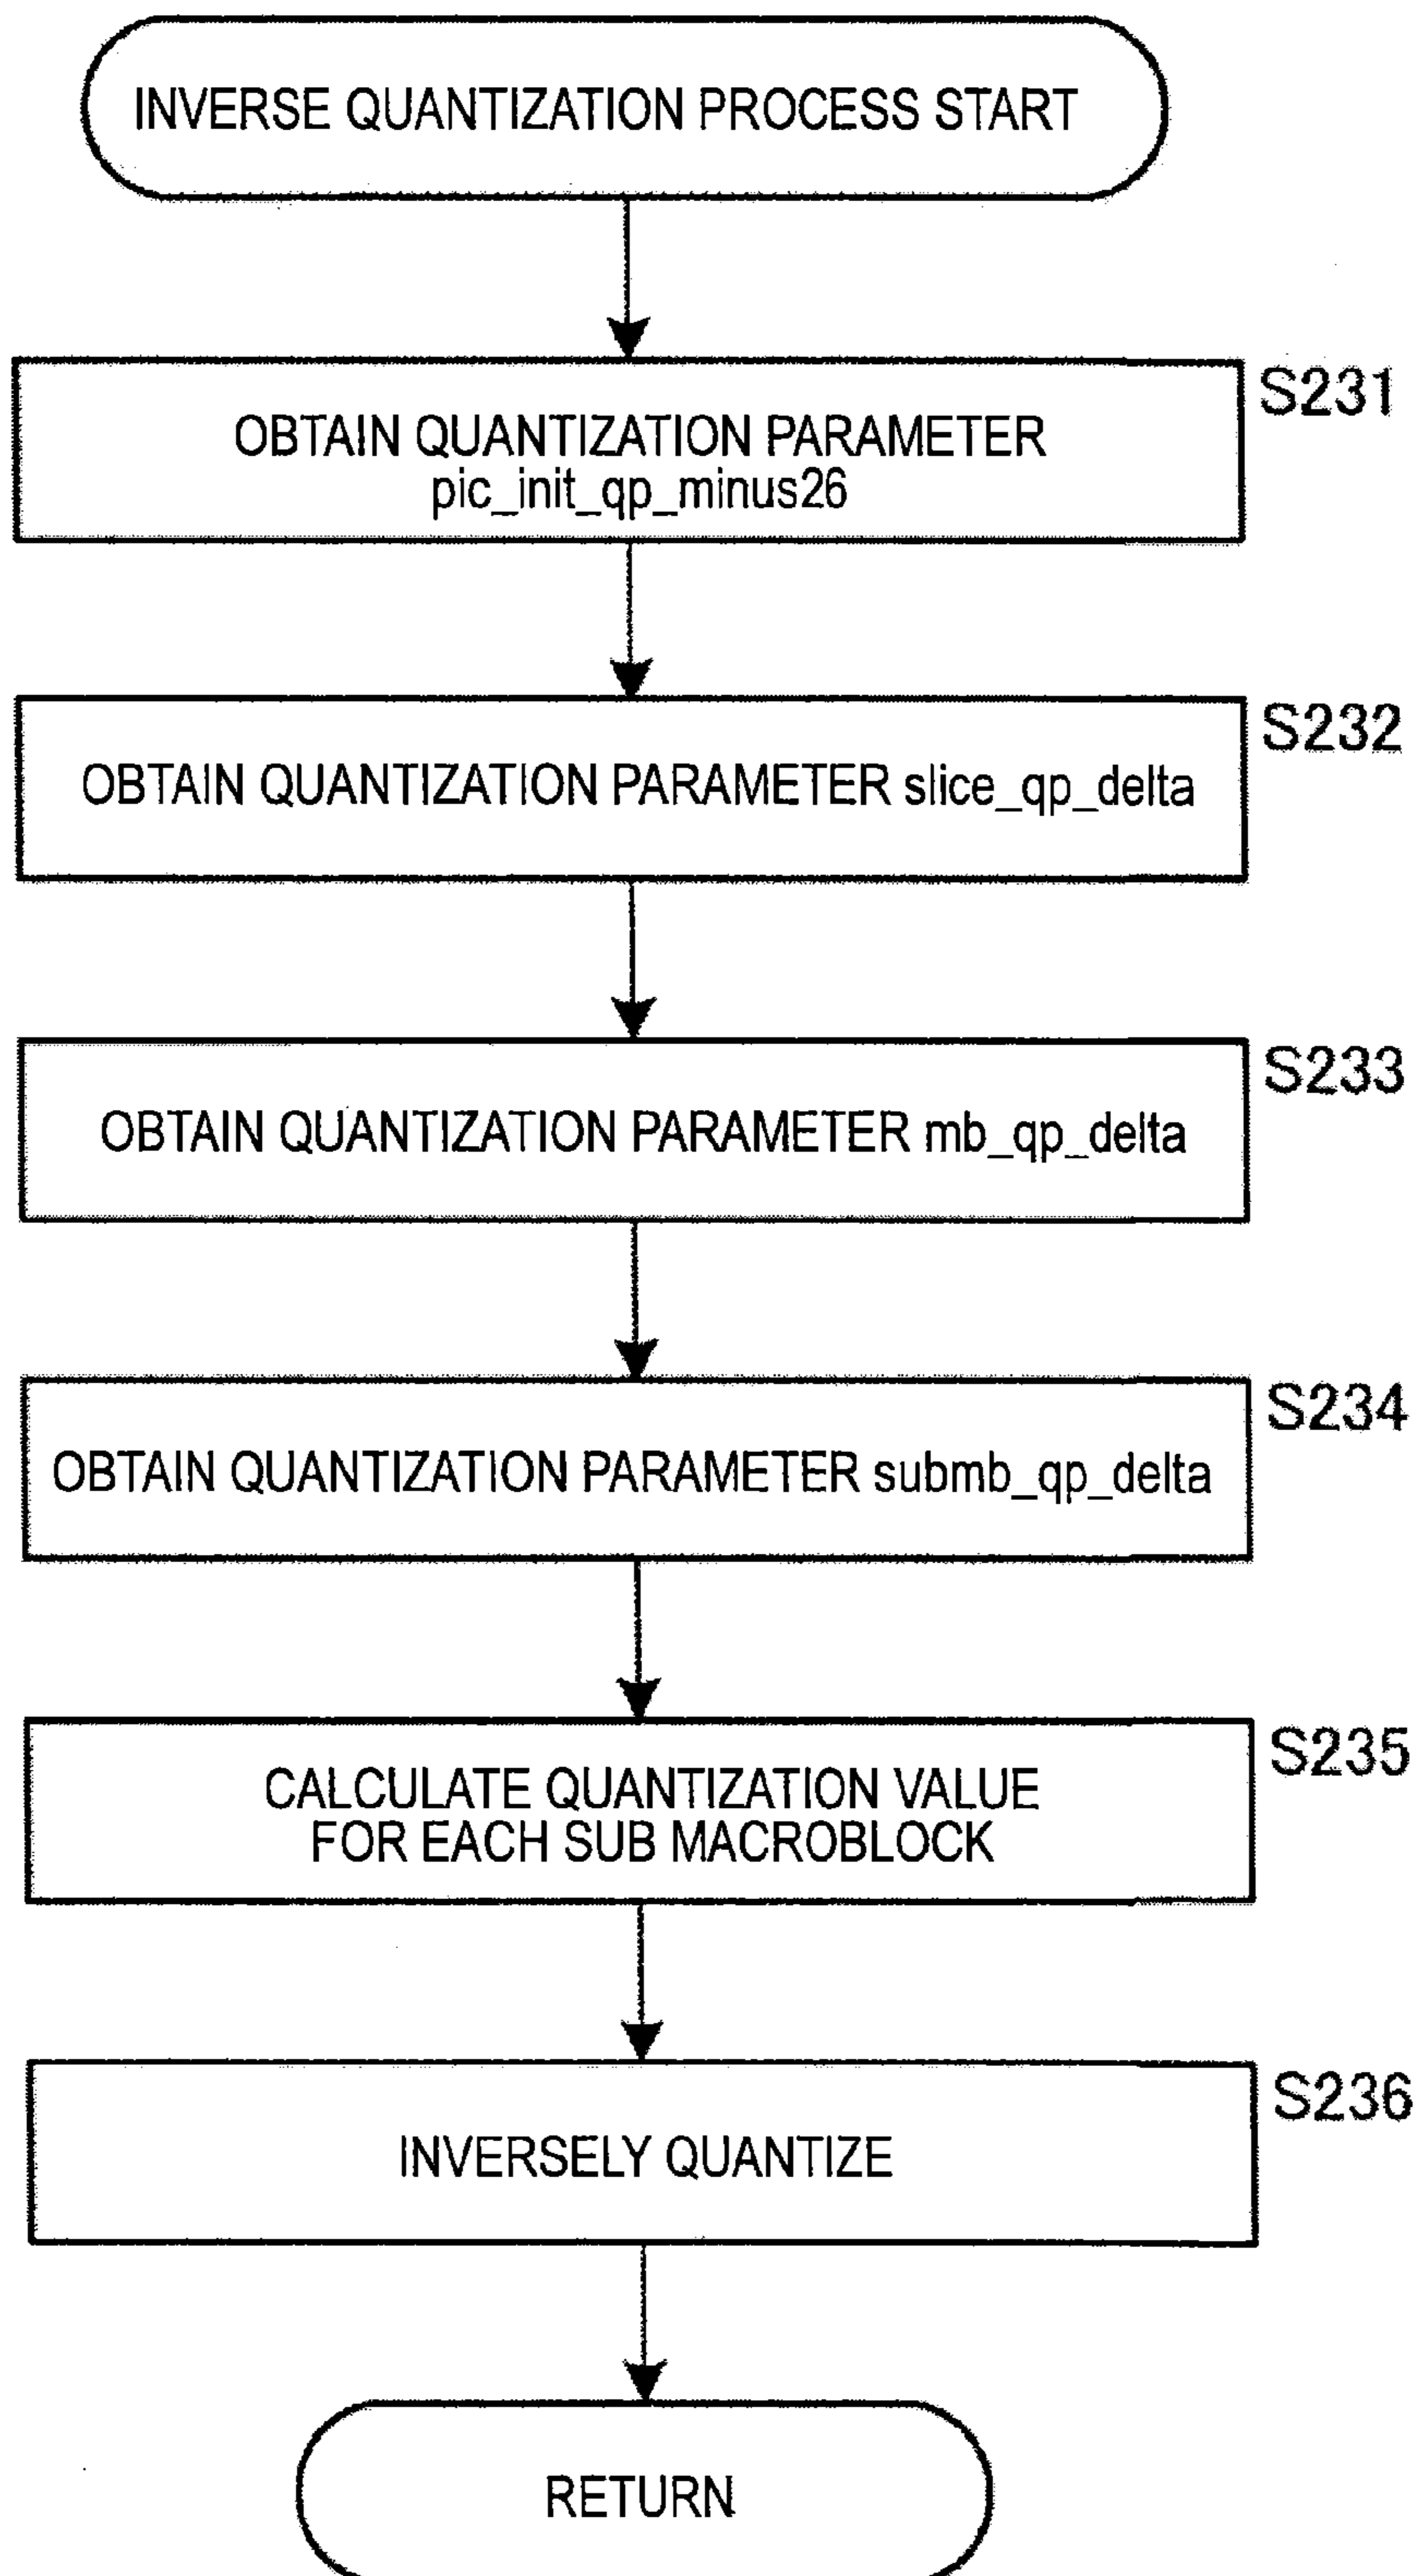 INVERSE QUANTIZATION PROCESS START
S231
OBTAIN QUANTIZATION PARAMETER
pic_init_qp_minus26
S232
OBTAIN QUANTIZATION PARAMETER slice_qp_delta
S233
OBTAIN QUANTIZATION PARAMETER mb_qp_delta
S234
OBTAIN QUANTIZATION PARAMETER submb_qp_delta
S235
CALCULATE QUANTIZATION VALUE
FOR EACH SUB MACROBLOCK
S236
INVERSELY QUANTIZE
RETURN